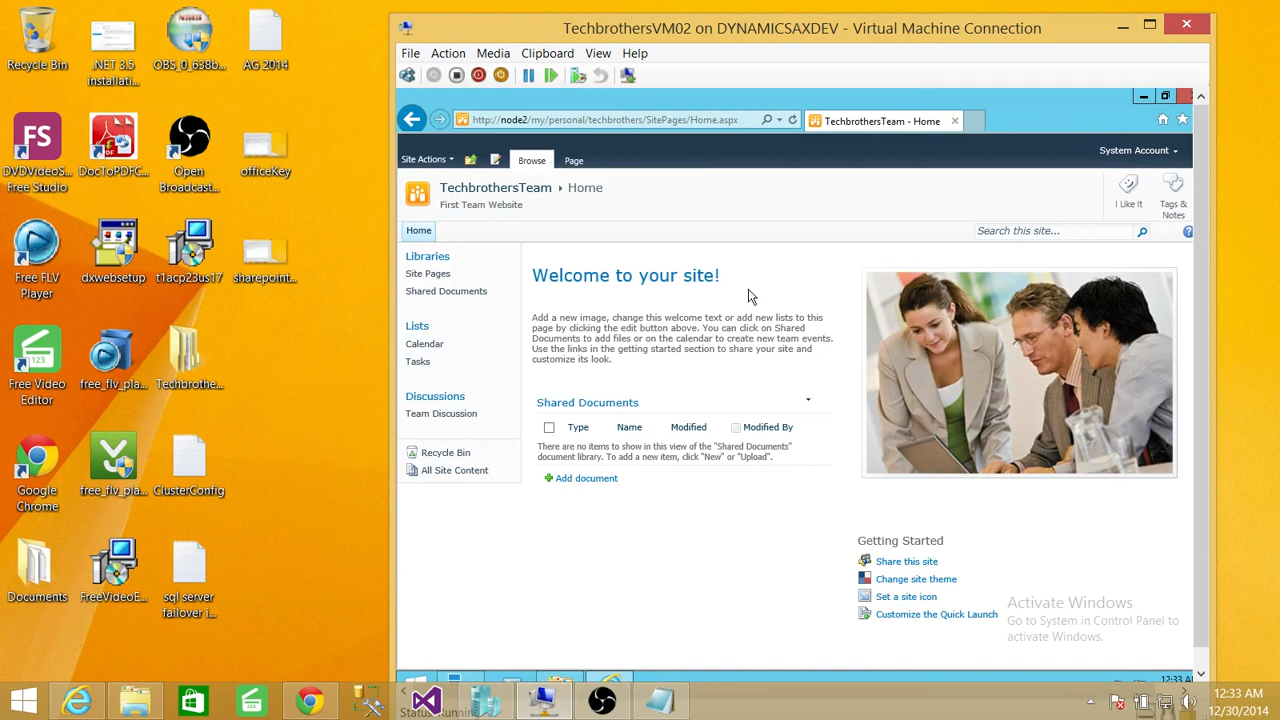 Recycle Bin
.NET 3.5
installati...
OBS_0_638b...
AG 2014
DVDVideoS...
Free Studio
DocToPDFC...
Open
Broadcast...
officeKey
Free FLV
Player
dxwebsetup
t1acp23us17
sharepoint...
Free Video
Editor
free_flv_pla...
Techbrothe...
Google
Chrome
free_flv_pla...
ClusterConfig
Documents
FreeVideoE...
sql server
failover i...
TechbrothersVM02 on DYNAMICSAXDEV - Virtual Machine Connection
File Action Media Clipboard View Help
http://node2/my/personal/techbrothers/SitePages/Home.aspx
TechbrothersTeam - Home
Site Actions
Browse
Page
System Account
TechbrothersTeam › Home
First Team Website
I Like It
Tags &
Notes
Home
Search this site...
Libraries
Site Pages
Shared Documents
Lists
Calendar
Tasks
Discussions
Team Discussion
Recycle Bin
All Site Content
Welcome to your site!
Add a new image, change this welcome text or add new lists to this
page by clicking the edit button above. You can click on Shared
Documents to add files or on the calendar to create new team events.
Use the links in the getting started section to share your site and
customize its look.
Shared Documents
Type Name Modified Modified By
There are no items to show in this view of the "Shared Documents"
document library. To add a new item, click "New" or "Upload".
Add document
Getting Started
Share this site
Change site theme
Set a site icon
Customize the Quick Launch
Activate Windows
Go to System in Control Panel to
activate Windows.
12:33 AM
12/30/2014